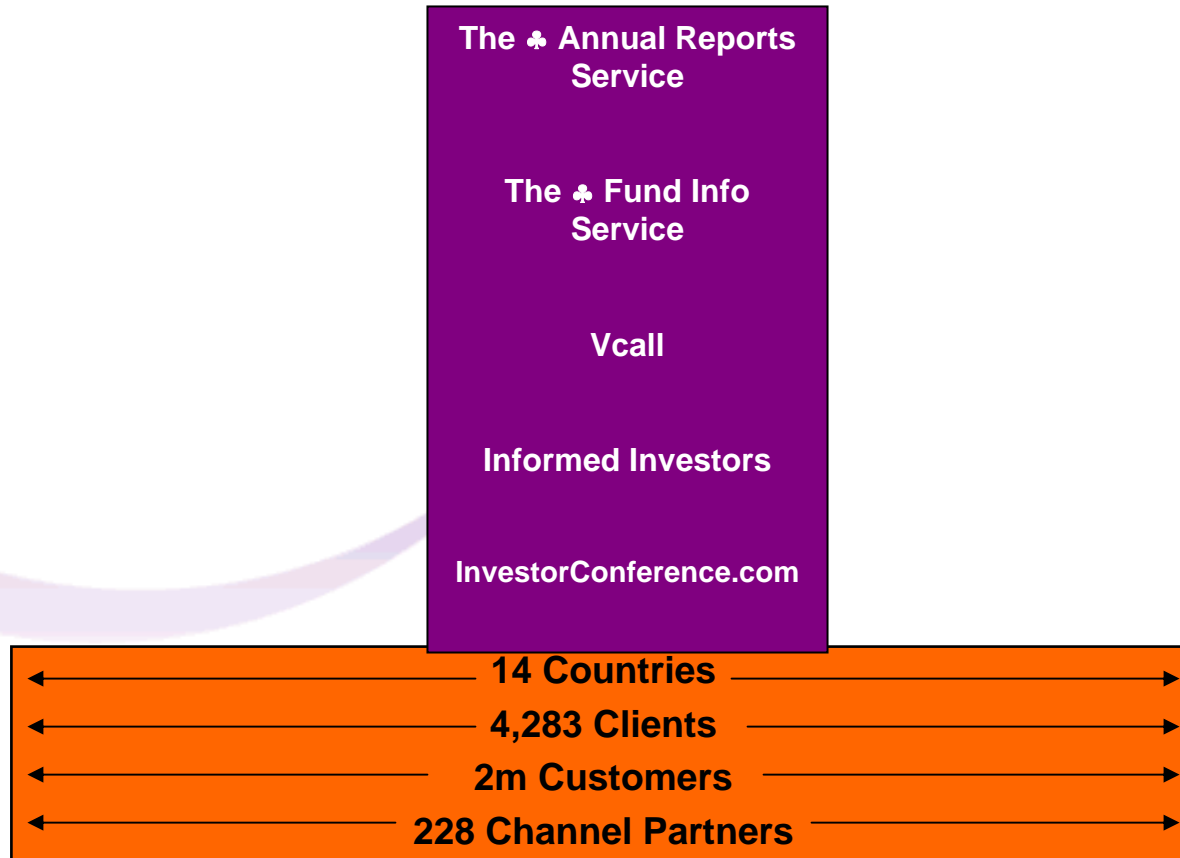 The ♣ Annual Reports
Service
The ♣ Fund Info
Service
Vcall
Informed Investors
InvestorConference.com
14 Countries
4,283 Clients
2m Customers
228 Channel Partners